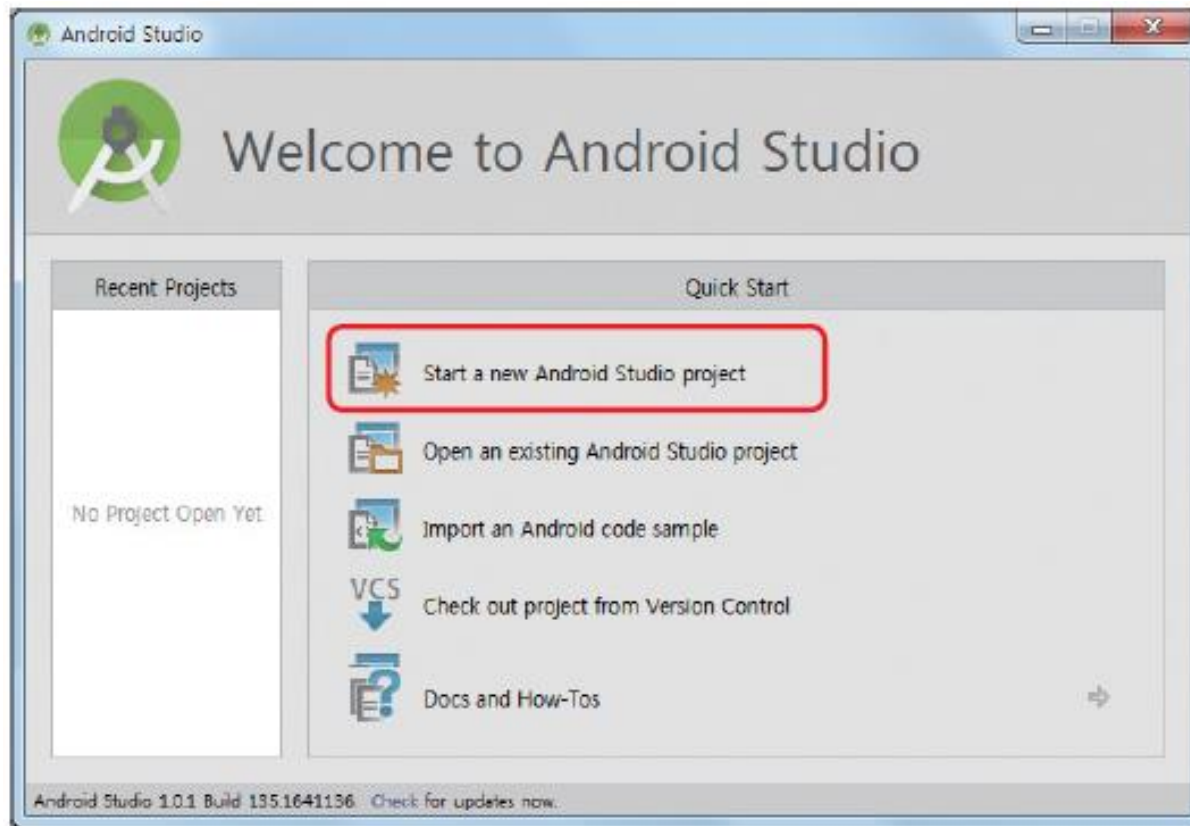 Android Studio
Welcome to Android Studio
Recent Projects
No Project Open Yet
Quick Start
Start a new Android Studio project
Open an existing Android Studio project
Import an Android code sample
VCS
Check out project from Version Control
Docs and How-Tos
Android Studio 1.0.1 Build 135.1641136. Check for updates now.